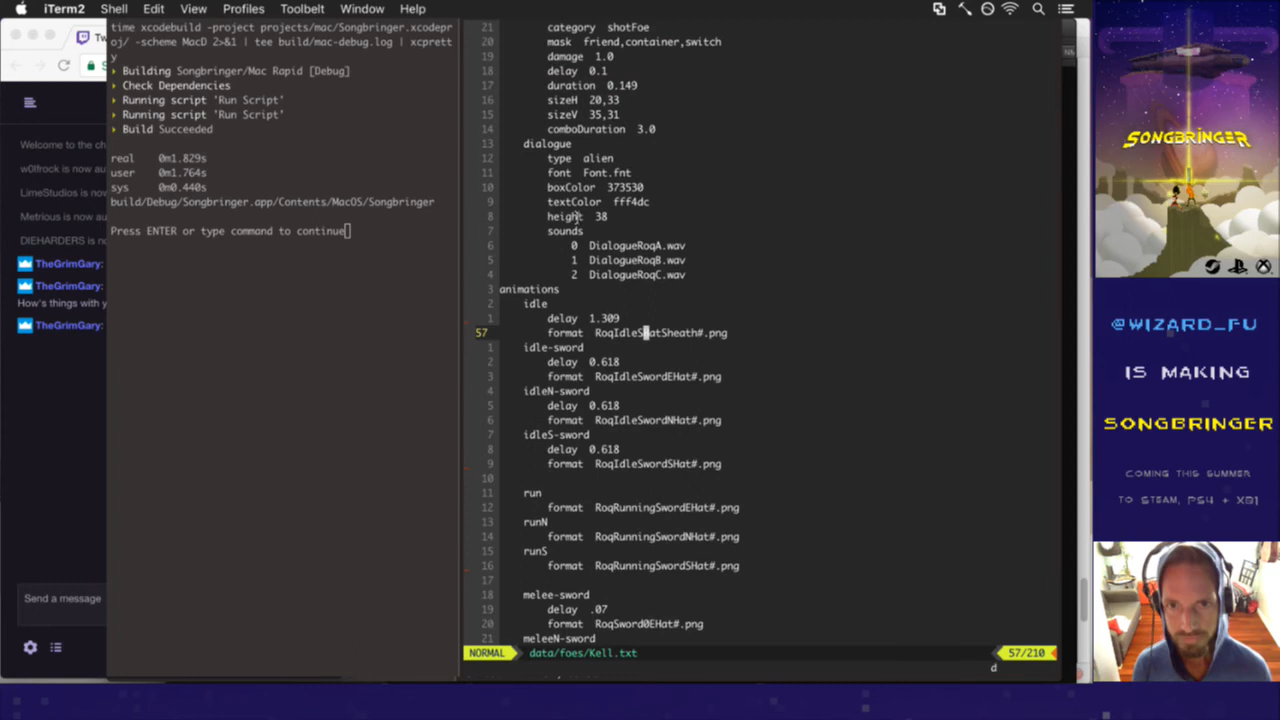 iTerm2 Shell Edit View Profiles Toolbelt Window Help
Tw
S
Welcome to the ch
w0lfrock is now au
LimeStudios is now
Metrious is now au
DIEHARDERS is no
TheGrimGary:
TheGrimGary:
How's things with y
TheGrimGary:
Send a message
time xcodebuild -project projects/mac/Songbringer.xcodepr
oj/ -scheme MacD 2>&1 | tee build/mac-debug.log | xcprett
y
Building Songbringer/Mac Rapid [Debug]
Check Dependencies
Running script 'Run Script'
Running script 'Run Script'
Build Succeeded
real 0m1.829s
user 0m1.764s
sys 0m0.440s
build/Debug/Songbringer.app/Contents/MacOS/Songbringer
Press ENTER or type command to continue
21 category shotFoe
20 mask friend,container,switch
19 damage 1.0
18 delay 0.1
17 duration 0.149
16 sizeH 20,33
15 sizeV 35,31
14 comboDuration 3.0
13 dialogue
12 type alien
11 font Font.fnt
10 boxColor 373530
9 textColor fff4dc
8 height 38
7 sounds
6 0 DialogueRoqA.wav
5 1 DialogueRoqB.wav
4 2 DialogueRoqC.wav
3 animations
2 idle
1 delay 1.309
57 format RoqIdleSHatSheath#.png
1 idle-sword
2 delay 0.618
3 format RoqIdleSwordEHat#.png
4 idleN-sword
5 delay 0.618
6 format RoqIdleSwordNHat#.png
7 idleS-sword
8 delay 0.618
9 format RoqIdleSwordSHat#.png
10
11 run
12 format RoqRunningSwordEHat#.png
13 runN
14 format RoqRunningSwordNHat#.png
15 runS
16 format RoqRunningSwordSHat#.png
17
18 melee-sword
19 delay .07
20 format RoqSword0EHat#.png
21 meleeN-sword
NORMAL data/foes/Kell.txt 57/210
d
SONGBRINGER
@WIZARD_FU
IS MAKING
SONGBRINGER
COMING THIS SUMMER
TO STEAM, PS4 + XB1